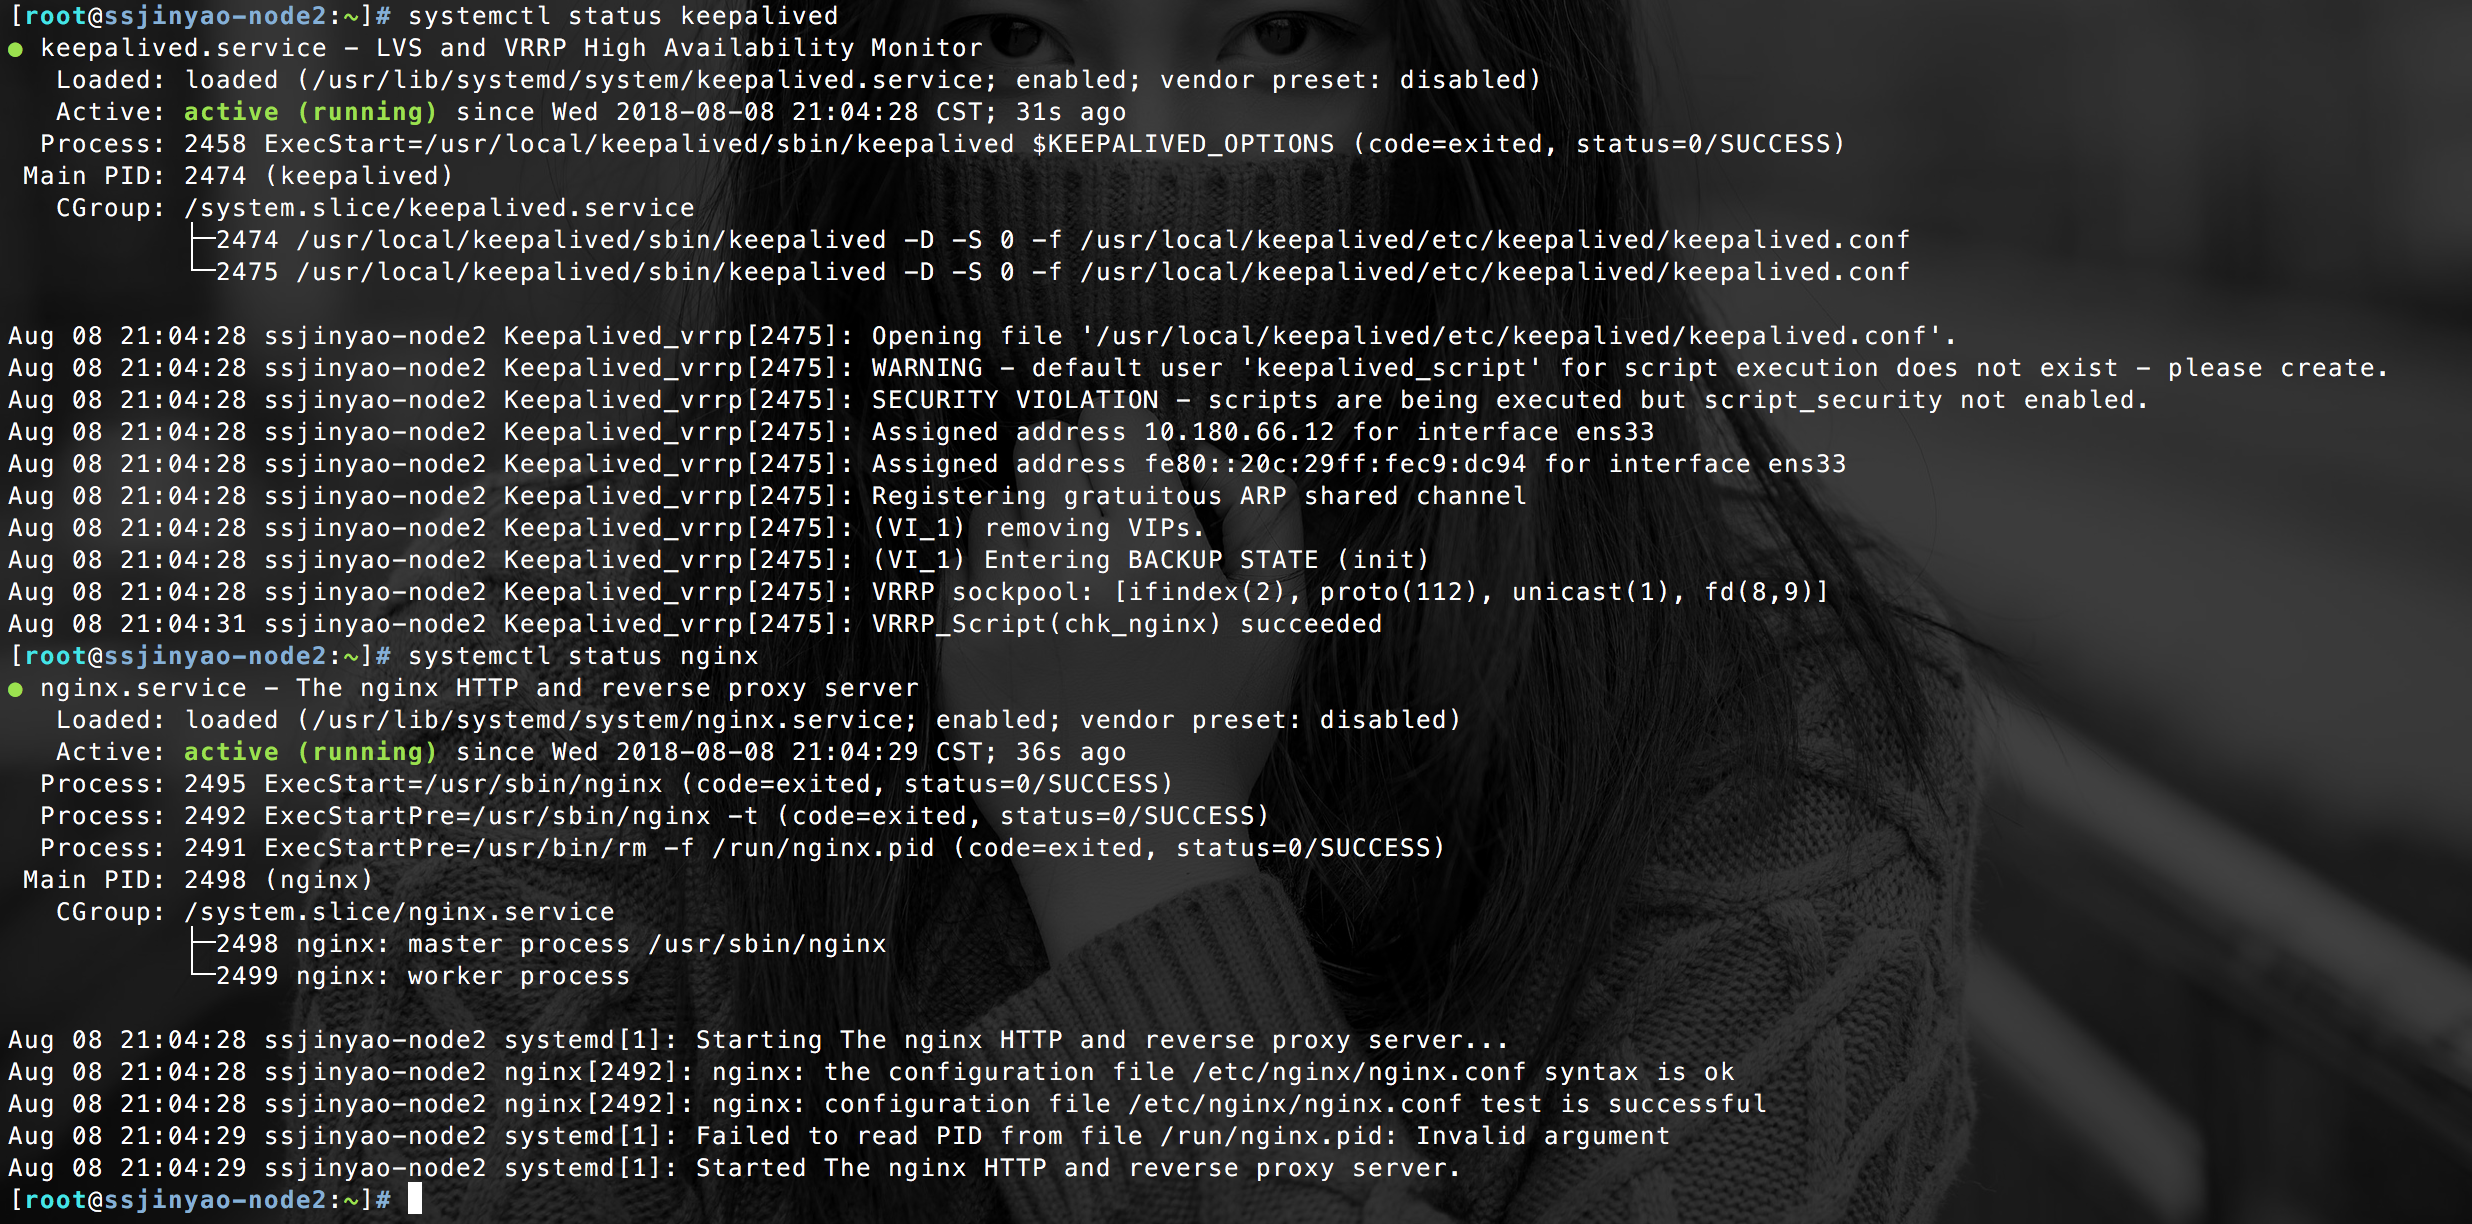 [root@ssjinyao-node2:~]# systemctl status keepalived
● keepalived.service - LVS and VRRP High Availability Monitor
Loaded: loaded (/usr/lib/systemd/system/keepalived.service; enabled; vendor preset: disabled)
Active: active (running) since Wed 2018-08-08 21:04:28 CST; 31s ago
Process: 2458 ExecStart=/usr/local/keepalived/sbin/keepalived $KEEPALIVED_OPTIONS (code=exited, status=0/SUCCESS)
Main PID: 2474 (keepalived)
CGroup: /system.slice/keepalived.service
├─2474 /usr/local/keepalived/sbin/keepalived -D -S 0 -f /usr/local/keepalived/etc/keepalived/keepalived.conf
└─2475 /usr/local/keepalived/sbin/keepalived -D -S 0 -f /usr/local/keepalived/etc/keepalived/keepalived.conf
Aug 08 21:04:28 ssjinyao-node2 Keepalived_vrrp[2475]: Opening file '/usr/local/keepalived/etc/keepalived/keepalived.conf'.
Aug 08 21:04:28 ssjinyao-node2 Keepalived_vrrp[2475]: WARNING - default user 'keepalived_script' for script execution does not exist - please create.
Aug 08 21:04:28 ssjinyao-node2 Keepalived_vrrp[2475]: SECURITY VIOLATION - scripts are being executed but script_security not enabled.
Aug 08 21:04:28 ssjinyao-node2 Keepalived_vrrp[2475]: Assigned address 10.180.66.12 for interface ens33
Aug 08 21:04:28 ssjinyao-node2 Keepalived_vrrp[2475]: Assigned address fe80::20c:29ff:fec9:dc94 for interface ens33
Aug 08 21:04:28 ssjinyao-node2 Keepalived_vrrp[2475]: Registering gratuitous ARP shared channel
Aug 08 21:04:28 ssjinyao-node2 Keepalived_vrrp[2475]: (VI_1) removing VIPs.
Aug 08 21:04:28 ssjinyao-node2 Keepalived_vrrp[2475]: (VI_1) Entering BACKUP STATE (init)
Aug 08 21:04:28 ssjinyao-node2 Keepalived_vrrp[2475]: VRRP sockpool: [ifindex(2), proto(112), unicast(1), fd(8,9)]
Aug 08 21:04:31 ssjinyao-node2 Keepalived_vrrp[2475]: VRRP_Script(chk_nginx) succeeded
[root@ssjinyao-node2:~]# systemctl status nginx
● nginx.service - The nginx HTTP and reverse proxy server
Loaded: loaded (/usr/lib/systemd/system/nginx.service; enabled; vendor preset: disabled)
Active: active (running) since Wed 2018-08-08 21:04:29 CST; 36s ago
Process: 2495 ExecStart=/usr/sbin/nginx (code=exited, status=0/SUCCESS)
Process: 2492 ExecStartPre=/usr/sbin/nginx -t (code=exited, status=0/SUCCESS)
Process: 2491 ExecStartPre=/usr/bin/rm -f /run/nginx.pid (code=exited, status=0/SUCCESS)
Main PID: 2498 (nginx)
CGroup: /system.slice/nginx.service
├─2498 nginx: master process /usr/sbin/nginx
└─2499 nginx: worker process
Aug 08 21:04:28 ssjinyao-node2 systemd[1]: Starting The nginx HTTP and reverse proxy server...
Aug 08 21:04:28 ssjinyao-node2 nginx[2492]: nginx: the configuration file /etc/nginx/nginx.conf syntax is ok
Aug 08 21:04:28 ssjinyao-node2 nginx[2492]: nginx: configuration file /etc/nginx/nginx.conf test is successful
Aug 08 21:04:29 ssjinyao-node2 systemd[1]: Failed to read PID from file /run/nginx.pid: Invalid argument
Aug 08 21:04:29 ssjinyao-node2 systemd[1]: Started The nginx HTTP and reverse proxy server.
[root@ssjinyao-node2:~]#